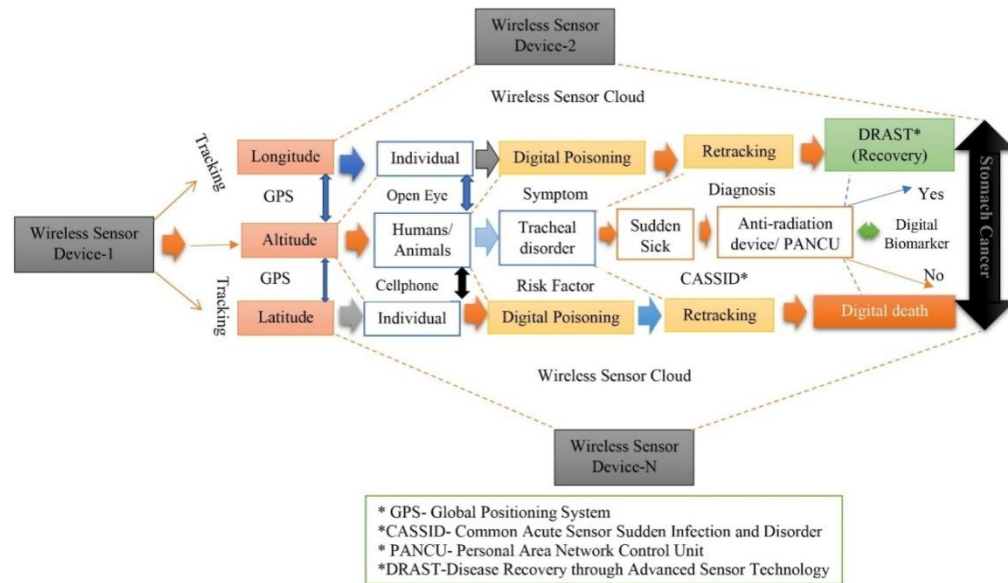 Wireless Sensor
Device-2
Wireless Sensor Cloud
Tracking
Longitude
Individual
Digital Poisoning
Retracking
DRAST*
(Recovery)
GPS
Open Eye
Symptom
Diagnosis
Yes
Wireless Sensor
Device-1
Altitude
Humans/
Animals
Tracheal
disorder
Sudden
Sick
Anti-radiation
device/ PANCU
Digital
Biomarker
Stomach Cancer
GPS
Cellphone
Risk Factor
CASSID*
No
Tracking
Latitude
Individual
Digital Poisoning
Retracking
Digital death
Wireless Sensor Cloud
Wireless Sensor
Device-N
* GPS- Global Positioning System
*CASSID- Common Acute Sensor Sudden Infection and Disorder
* PANCU- Personal Area Network Control Unit
*DRAST-Disease Recovery through Advanced Sensor Technology